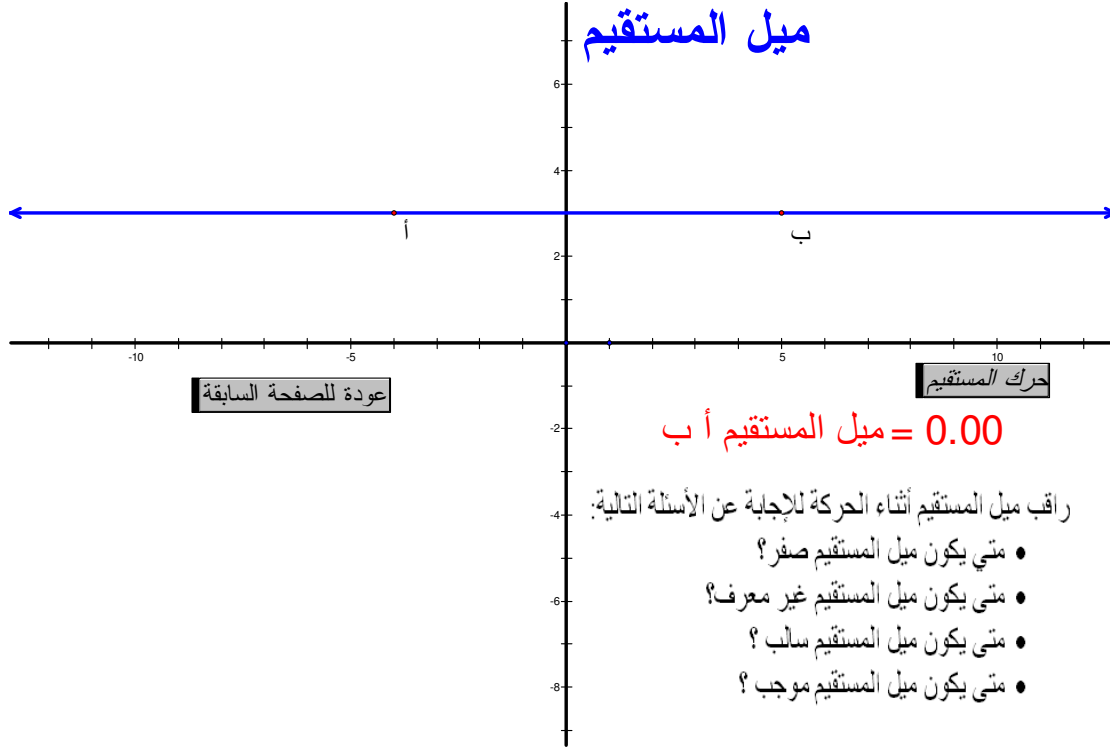 ميل المستقيم
6
4
أ
ب
2
-10
-5
5
10
حرك المستقيم
عودة للصفحة السابقة
ميل المستقيم أ ب = 0.00
-2
راقب ميل المستقيم أثناء الحركة للإجابة عن الأسئلة التالية:
-4
• متي يكون ميل المستقيم صفر؟
• متى يكون ميل المستقيم غير معرف؟
-6
• متى يكون ميل المستقيم سالب ؟
• متى يكون ميل المستقيم موجب ؟
-8